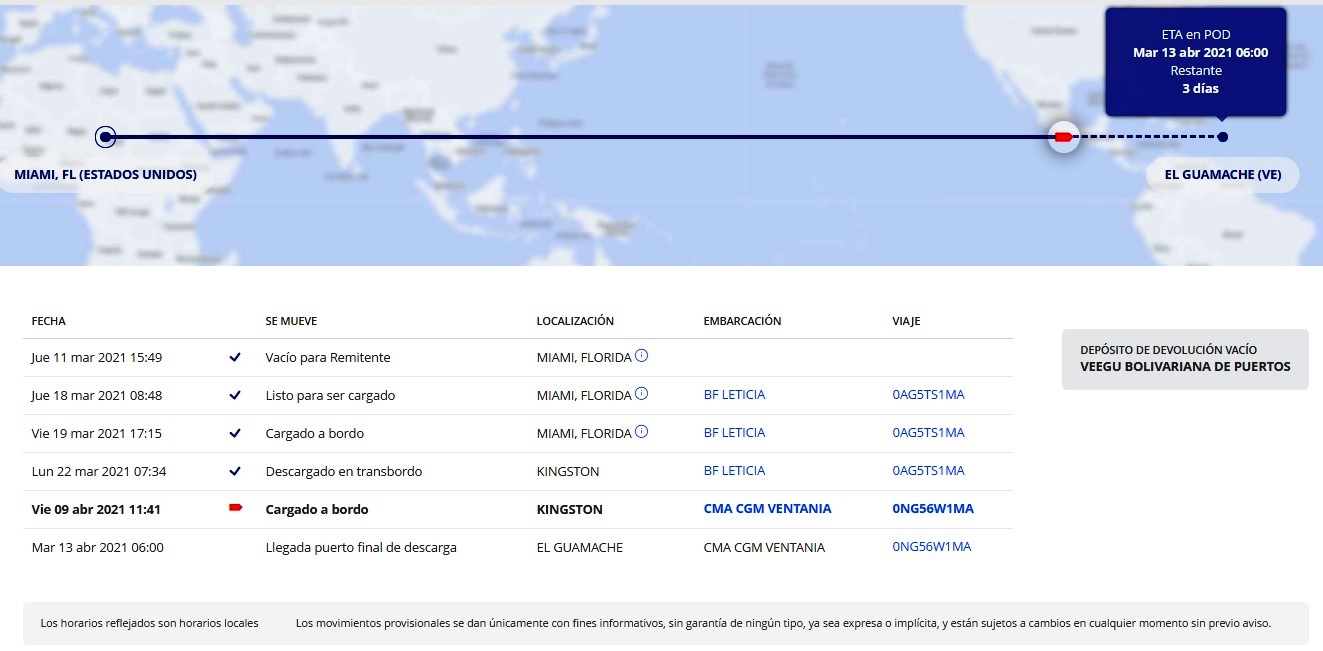 ETA en POD
Mar 13 abr 2021 06:00
Restante
3 días
MIAMI, FL (ESTADOS UNIDOS)
EL GUAMACHE (VE)
FECHA SE MUEVE LOCALIZACIÓN EMBARCACIÓN VIAJE
Jue 11 mar 2021 15:49 Vacío para Remitente MIAMI, FLORIDA
Jue 18 mar 2021 08:48 Listo para ser cargado MIAMI, FLORIDA BF LETICIA 0AG5TS1MA
Vie 19 mar 2021 17:15 Cargado a bordo MIAMI, FLORIDA BF LETICIA 0AG5TS1MA
Lun 22 mar 2021 07:34 Descargado en transbordo KINGSTON BF LETICIA 0AG5TS1MA
Vie 09 abr 2021 11:41 Cargado a bordo KINGSTON CMA CGM VENTANIA 0NG56W1MA
Mar 13 abr 2021 06:00 Llegada puerto final de descarga EL GUAMACHE CMA CGM VENTANIA 0NG56W1MA
DEPÓSITO DE DEVOLUCIÓN VACÍO
VEEGU BOLIVARIANA DE PUERTOS
Los horarios reflejados son horarios locales Los movimientos provisionales se dan únicamente con fines informativos, sin garantía de ningún tipo, ya sea expresa o implícita, y están sujetos a cambios en cualquier momento sin previo aviso.